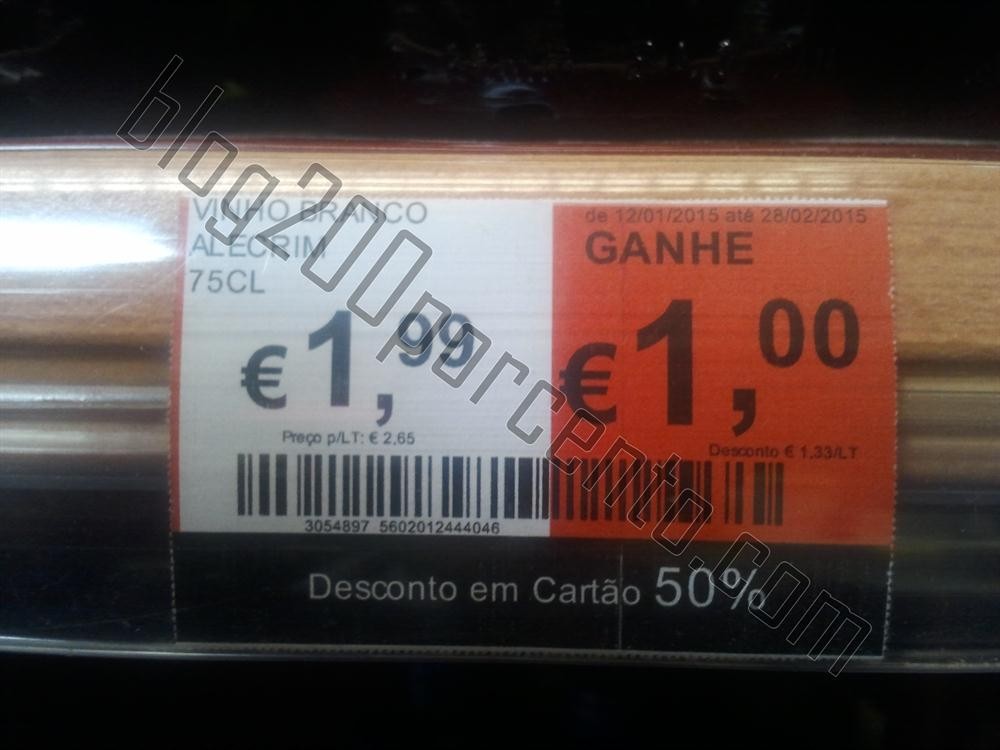 VINHO BRANCO
ALECRIM
75CL
€ 1,99
Preço p/LT: € 2,65
3054897 5602012444046
de 12/01/2015 até 28/02/2015
GANHE
€ 1,00
Desconto € 1,33/LT
Desconto em Cartão 50%
blog200porcento.com